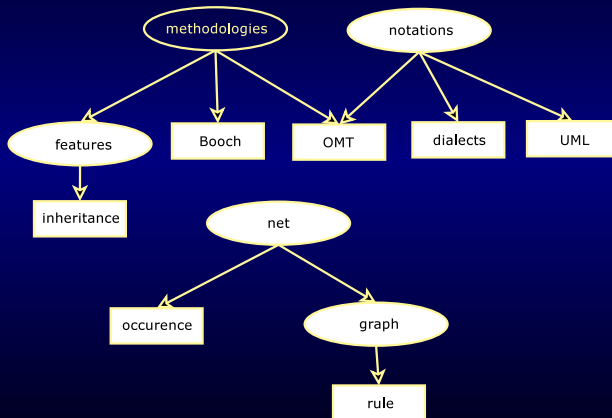 methodologies
notations
features
Booch
OMT
dialects
UML
inheritance
net
occurence
graph
rule